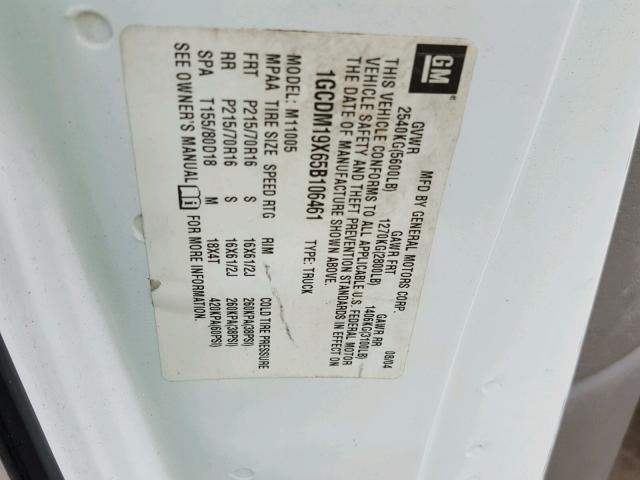 GM
MFD BY GENERAL MOTORS CORP. 08/04
GVWR GAWR FRT GAWR RR
2540KG(5600LB) 1270KG(2800LB) 1406KG(3100LB)
THIS VEHICLE CONFORMS TO ALL APPLICABLE U.S. FEDERAL MOTOR
VEHICLE SAFETY AND THEFT PREVENTION STANDARDS IN EFFECT ON
THE DATE OF MANUFACTURE SHOWN ABOVE.
1GCDM19X65B106461 TYPE: TRUCK
MODEL: M11005
MPAA TIRE SIZE SPEED RTG RIM COLD TIRE PRESSURE
FRT P215/70R16 S 16X61/2J 260KPA(38PSI)
RR P215/70R16 S 16X61/2J 260KPA(38PSI)
SPA T155/80D18 M 18X4T 420KPA(61PSI)
SEE OWNER'S MANUAL i FOR MORE INFORMATION.